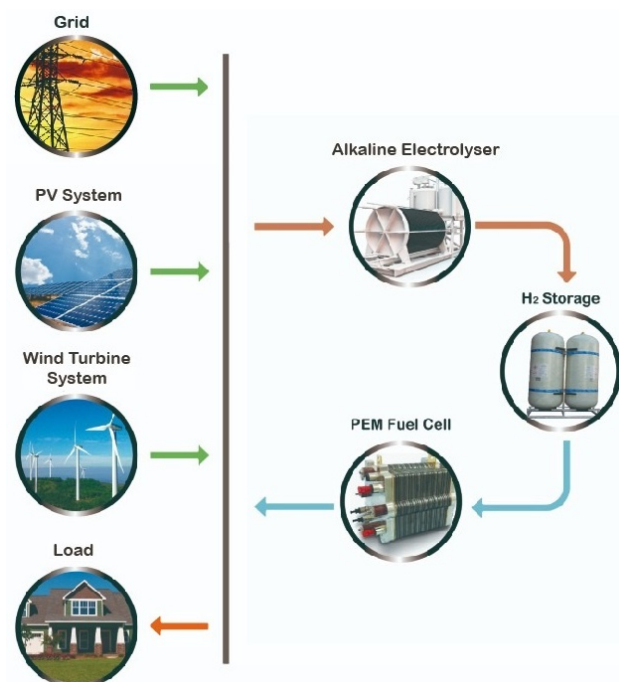 Grid
PV System
Wind Turbine
System
Load
Alkaline Electrolyser
H₂ Storage
PEM Fuel Cell